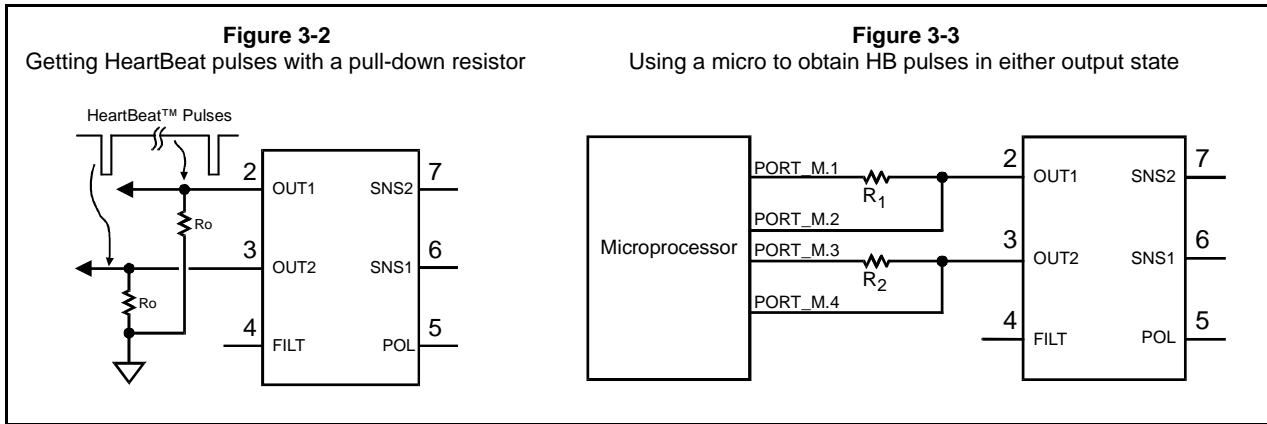 Figure 3-2
Getting HeartBeat pulses with a pull-down resistor
HeartBeat™ Pulses
2
OUT1
SNS2
7
Ro
3
OUT2
SNS1
6
Ro
4
FILT
POL
5
Figure 3-3
Using a micro to obtain HB pulses in either output state
Microprocessor
PORT_M.1
R1
PORT_M.2
PORT_M.3
R2
PORT_M.4
2
OUT1
SNS2
7
3
OUT2
SNS1
6
4
FILT
POL
5